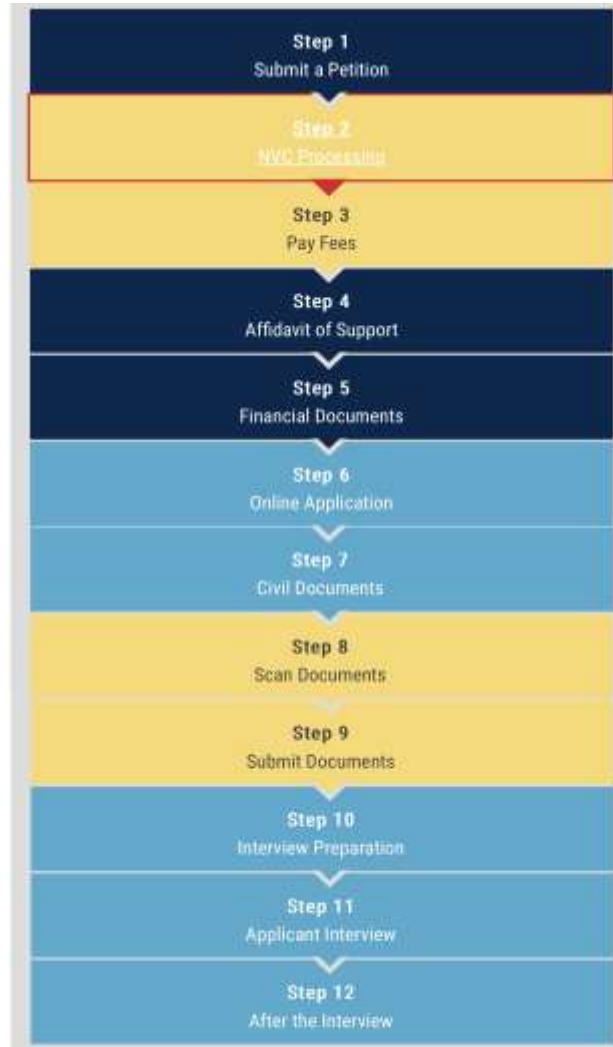 Step 1
Submit a Petition
Step 2
NVC Processing
Step 3
Pay Fees
Step 4
Affidavit of Support
Step 5
Financial Documents
Step 6
Online Application
Step 7
Civil Documents
Step 8
Scan Documents
Step 9
Submit Documents
Step 10
Interview Preparation
Step 11
Applicant Interview
Step 12
After the Interview